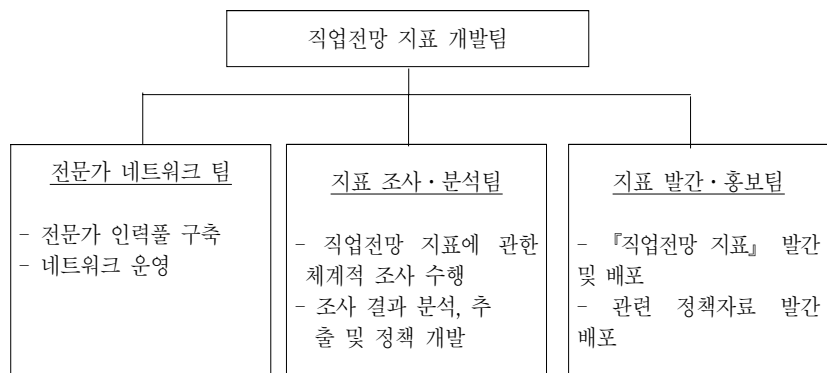 직업전망 지표 개발팀
전문가 네트워크 팀
- 전문가 인력풀 구축
- 네트워크 운영
지표 조사·분석팀
- 직업전망 지표에 관한
체계적 조사 수행
- 조사 결과 분석, 추
출 및 정책 개발
지표 발간·홍보팀
- 『직업전망 지표』 발간
및 배포
- 관련 정책자료 발간
배포